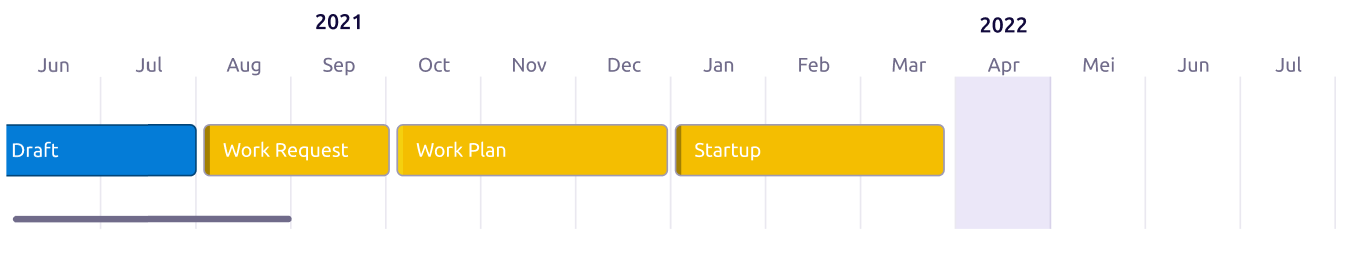 2021 2022
Jun Jul Aug Sep Oct Nov Dec Jan Feb Mar Apr Mei Jun Jul
Draft Work Request Work Plan Startup